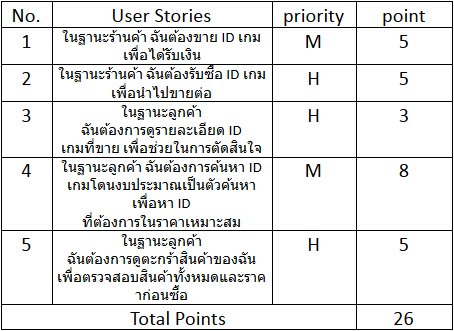 No. User Stories priority point
1 ในฐานะร้านค้า ฉันต้องขาย ID เกม M 5
เพื่อได้รับเงิน
2 ในฐานะร้านค้า ฉันต้องรับซื้อ ID เกม H 5
เพื่อนำไปขายต่อ
3 ในฐานะลูกค้า H 3
ฉันต้องการดูรายละเอียด ID
เกมที่ขาย เพื่อช่วยในการตัดสินใจ
4 ในฐานะลูกค้า ฉันต้องการค้นหา ID M 8
เกมโดนงบประมาณเป็นตัวค้นหา
เพื่อหา ID
ที่ต้องการในราคาเหมาะสม
5 ในฐานะลูกค้า H 5
ฉันต้องการดูตะกร้าสินค้าของฉัน
เพื่อตรวจสอบสินค้าทั้งหมดและราค
าก่อนซื้อ
Total Points 26